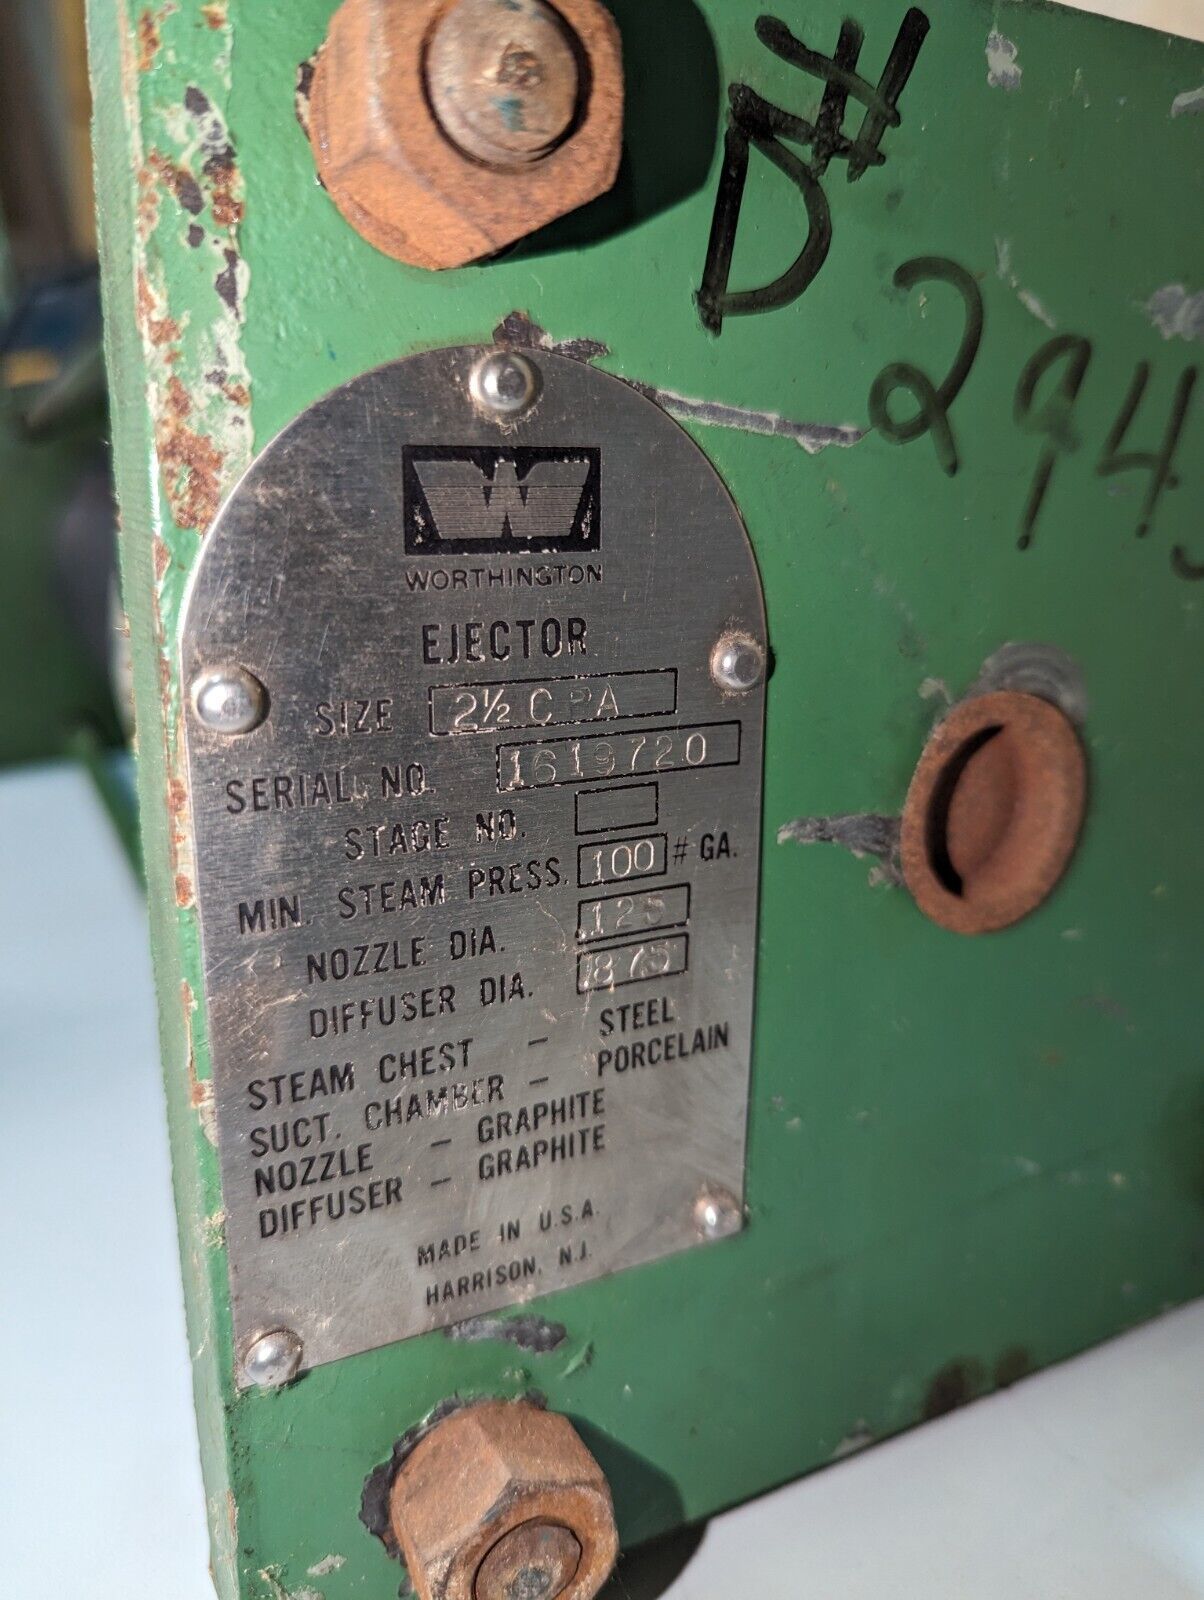 D#
294
W
WORTHINGTON
EJECTOR
SIZE 2½ C A
SERIAL NO. 1619720
STAGE NO.
MIN. STEAM PRESS. 100 # GA.
NOZZLE DIA. .125
DIFFUSER DIA. .875
STEAM CHEST - STEEL
SUCT. CHAMBER - PORCELAIN
NOZZLE - GRAPHITE
DIFFUSER - GRAPHITE
MADE IN U.S.A.
HARRISON, N.J.